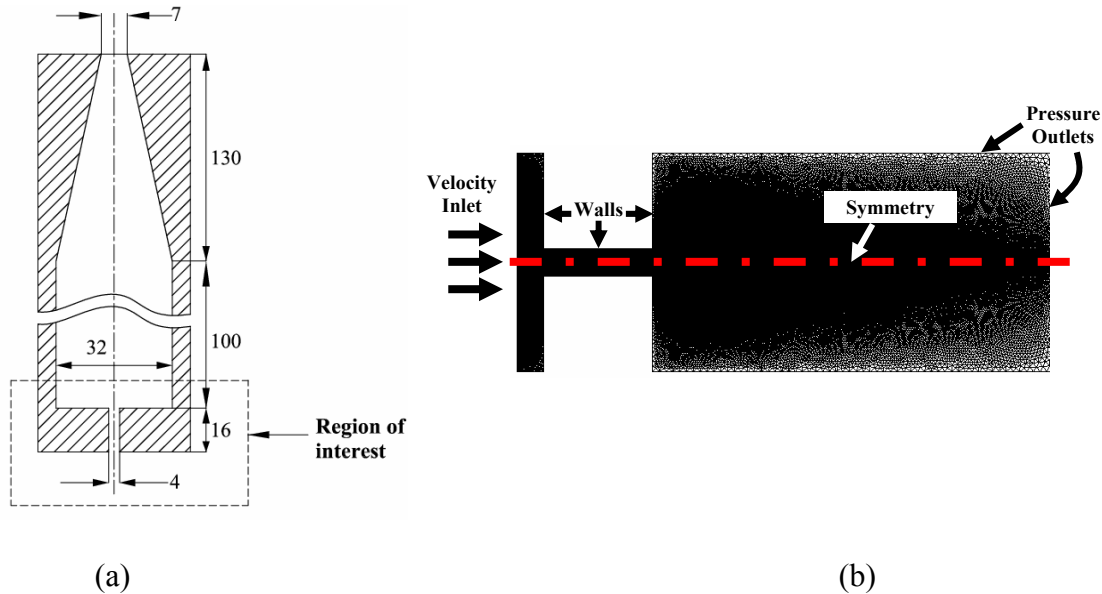 7
130
100
32
16
4
Region of
interest
(a)
Velocity
Inlet
Walls
Symmetry
Pressure
Outlets
(b)